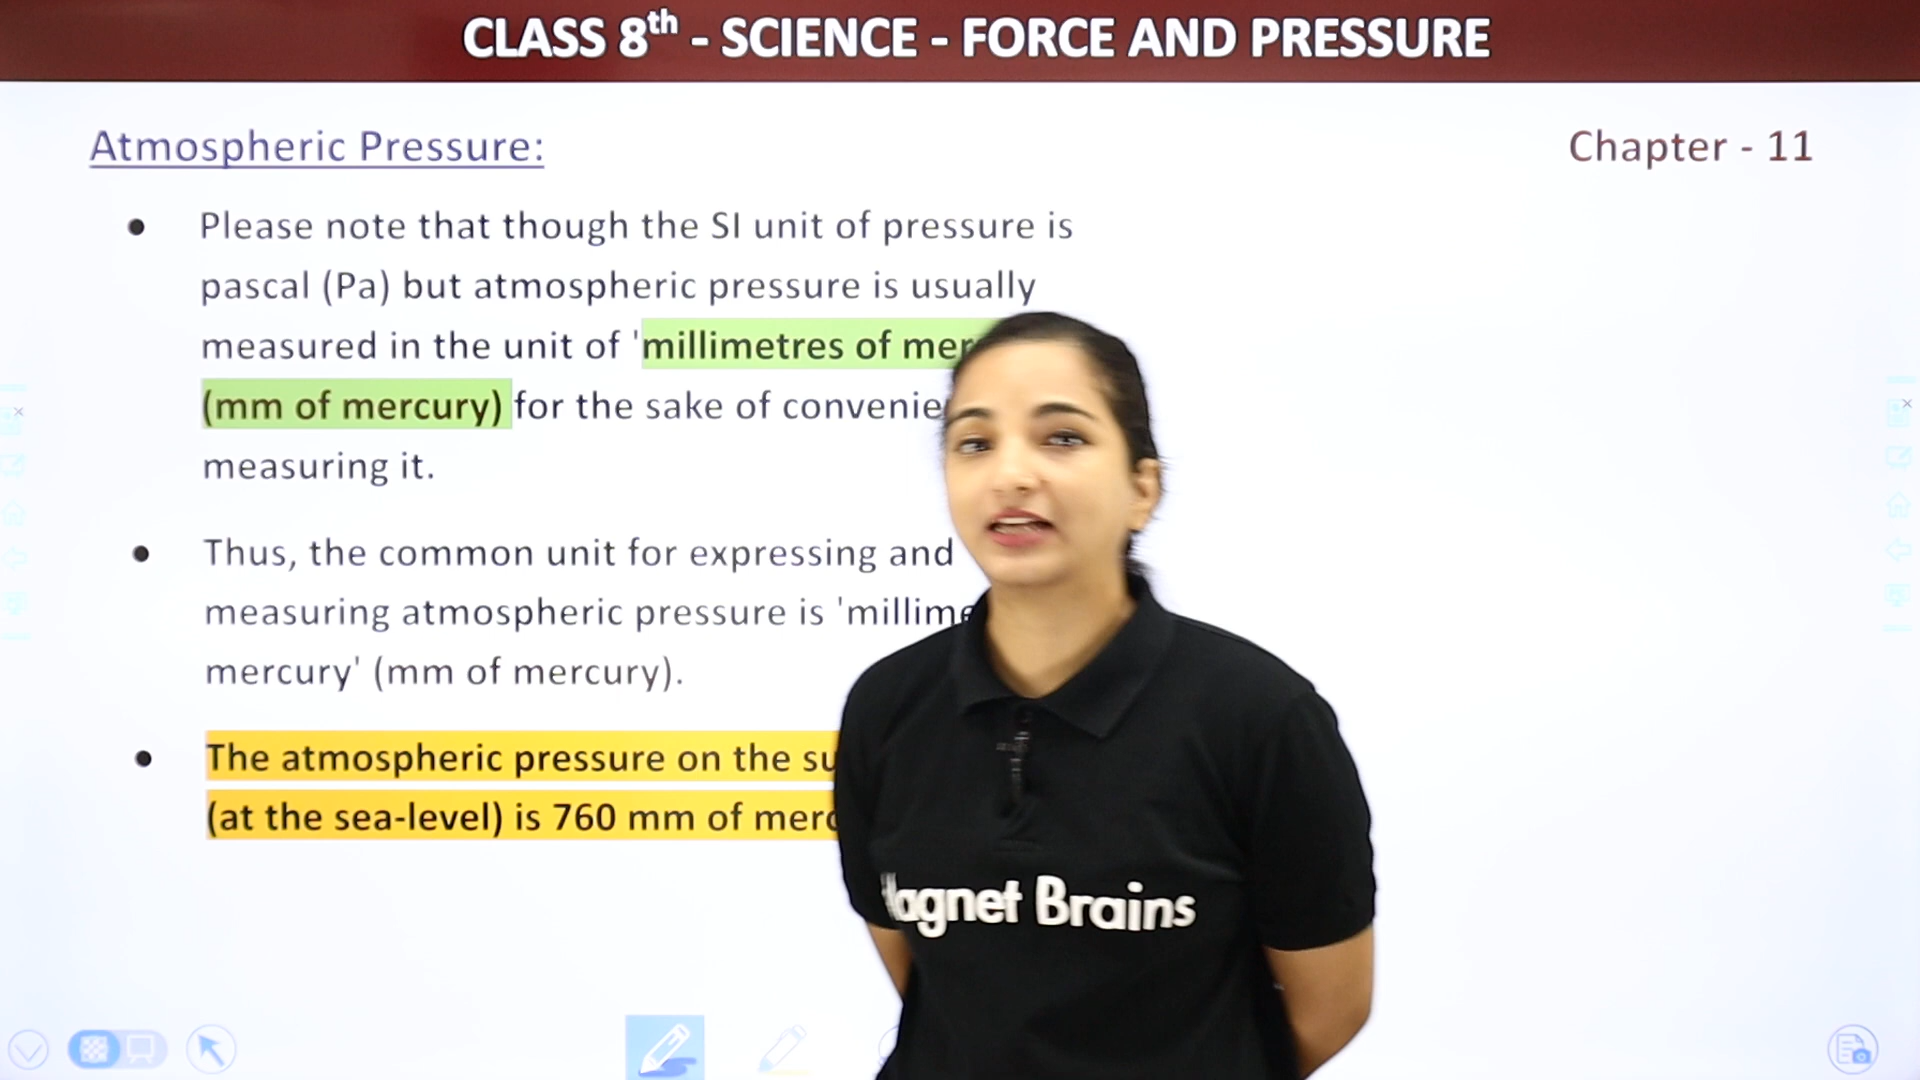 CLASS 8th - SCIENCE - FORCE AND PRESSURE
Atmospheric Pressure:
Chapter - 11
• Please note that though the SI unit of pressure is
pascal (Pa) but atmospheric pressure is usually
measured in the unit of 'millimetres of
(mm of mercury) for the sake of
measuring it.
• Thus, the common unit for expressing and
measuring atmospheric pressure is
mercury' (mm of mercury).
• The atmospheric pressure on the
(at the sea-level) is 760 mm of
Brains